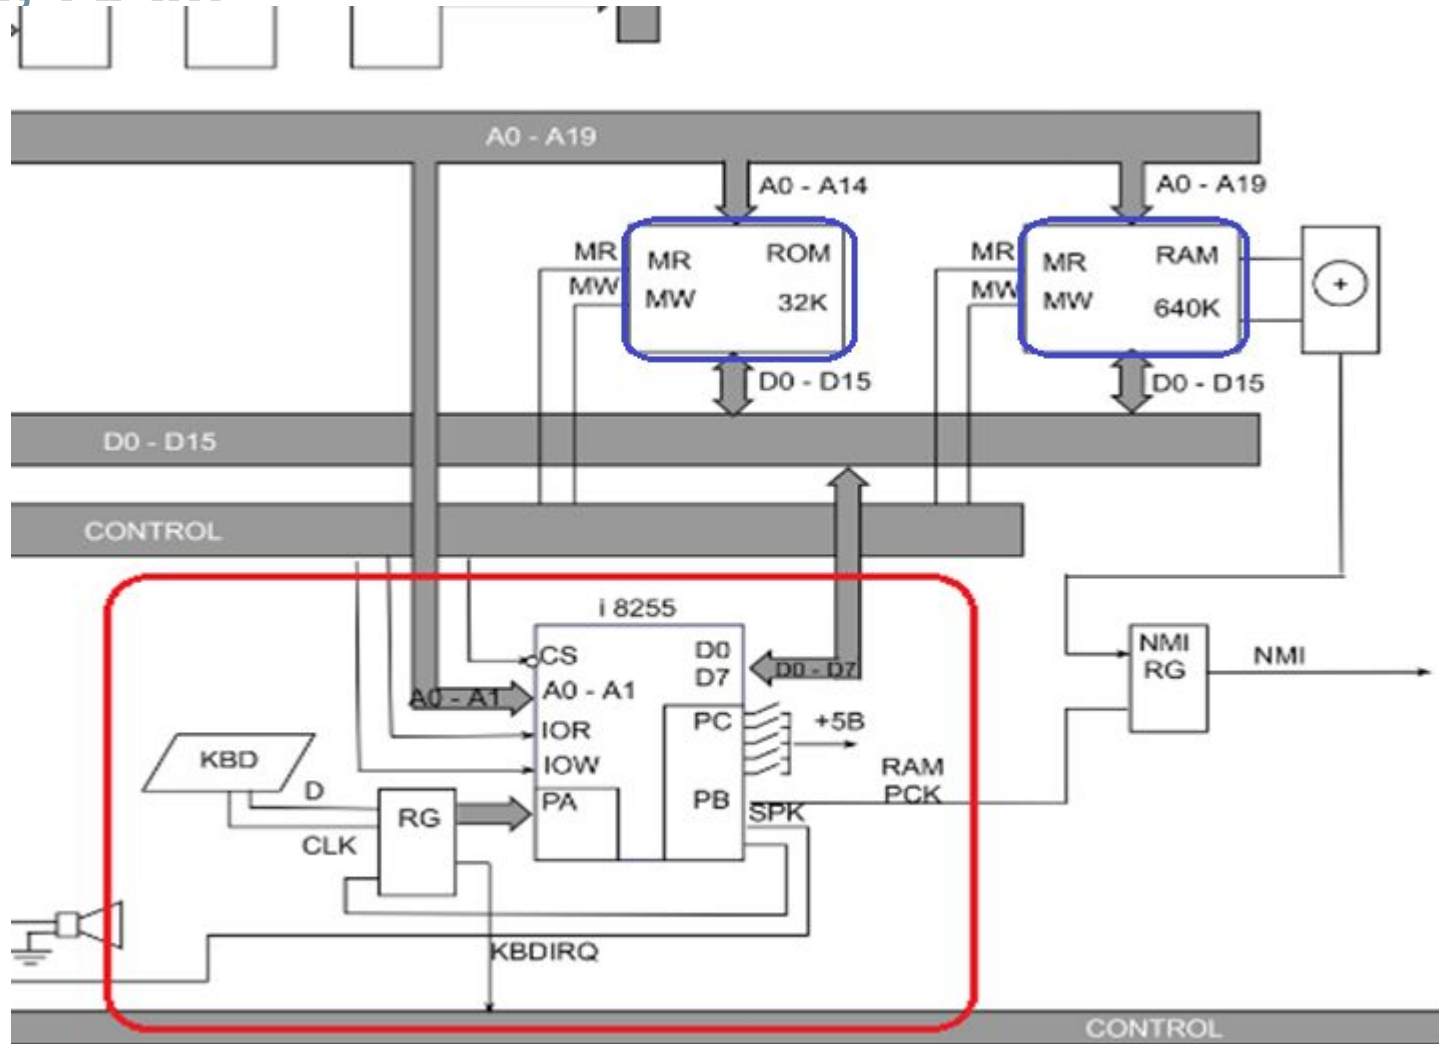 A0 - A19
A0 - A14
A0 - A19
MR
MW
MR
MW
ROM
32K
MR
MW
MR
MW
RAM
640K
+
D0 - D15
D0 - D15
D0 - D15
CONTROL
i 8255
CS
D0
D7
D0 - D7
A0 - A1
A0 - A1
IOR
IOW
PC
+5B
NMI
RG
NMI
KBD
D
CLK
RG
PA
PB
RAM
PCK
SPK
KBDIRQ
CONTROL